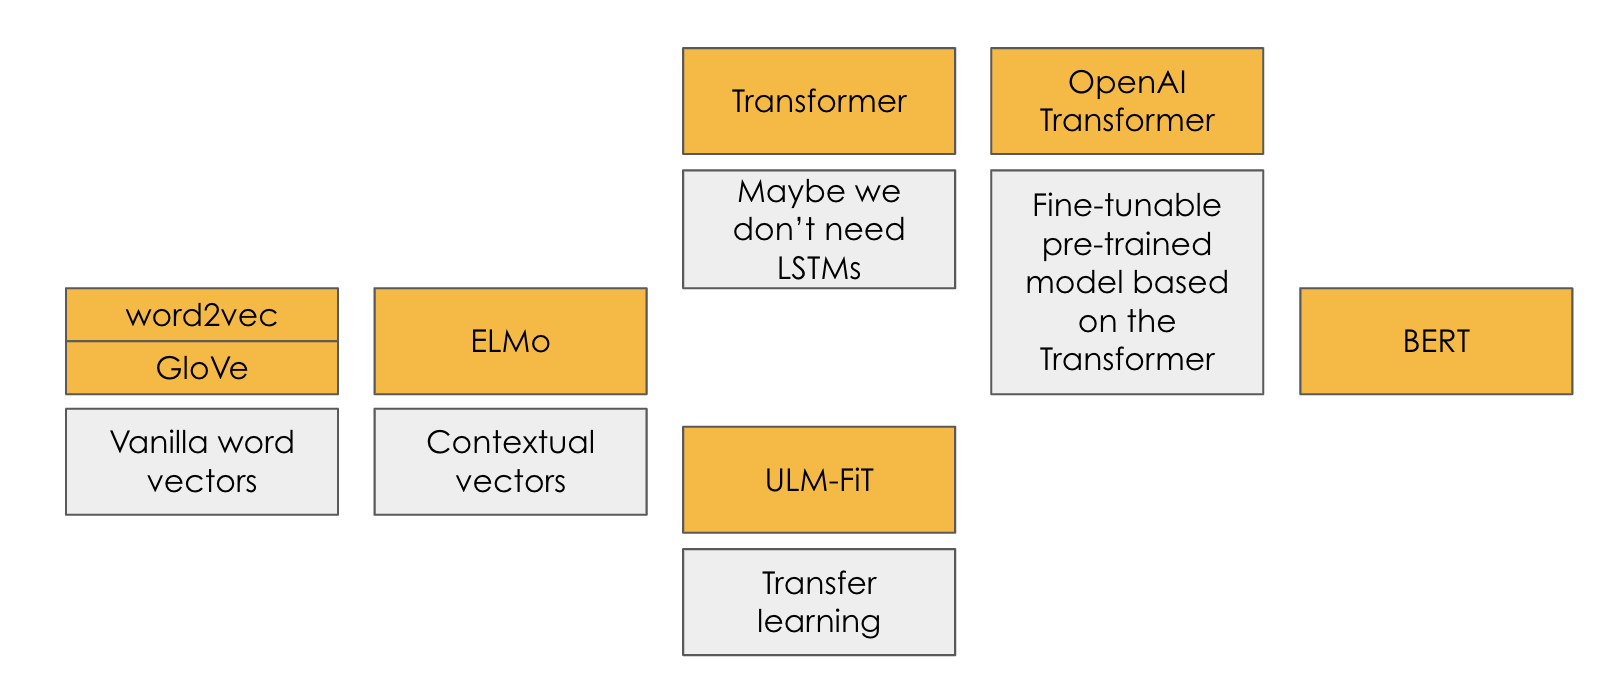 word2vec
GloVe
Vanilla word
vectors
ELMo
Contextual
vectors
Transformer
Maybe we
don’t need
LSTMs
ULM-FiT
Transfer
learning
OpenAI
Transformer
Fine-tunable
pre-trained
model based
on the
Transformer
BERT